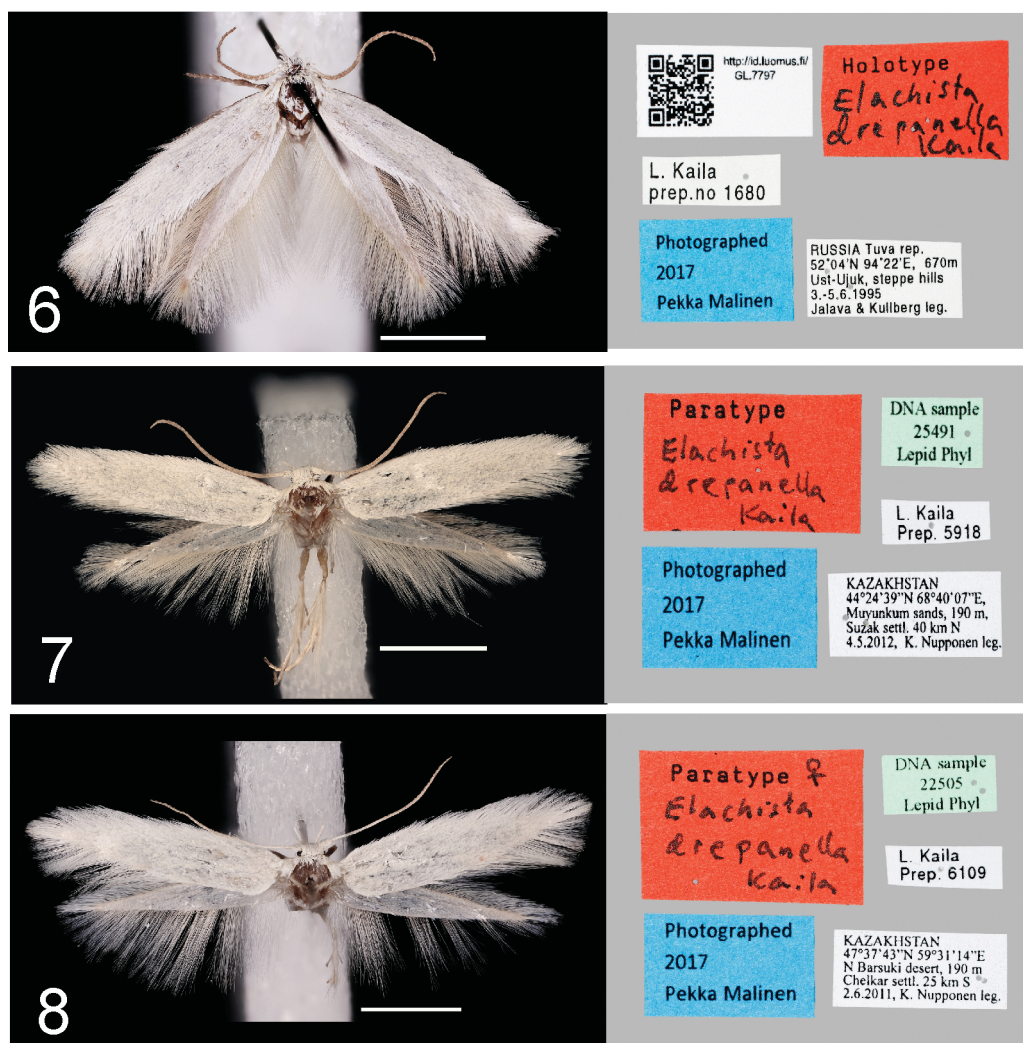 6
http://id.luomus.fi/
GL.7797
Holotype
Elachista
drepanella
Kaila
L. Kaila
prep.no 1680
Photographed
2017
Pekka Malinen
RUSSIA Tuva rep.
52°04'N 94°22'E, 670m
Ust-Ujuk, steppe hills
3.-5.6.1995
Jalava & Kullberg leg.
7
Paratype
Elachista
drepanella
Kaila
DNA sample
25491
Lepid Phyl
L. Kaila
Prep. 5918
Photographed
2017
Pekka Malinen
KAZAKHSTAN
44°24'39"N 68°40'07"E,
Muyunkum sands, 190 m,
Suzak settl. 40 km N
4.5.2012, K. Nupponen leg.
8
Paratype ♀
Elachista
drepanella
Kaila
DNA sample
22505
Lepid Phyl
L. Kaila
Prep. 6109
Photographed
2017
Pekka Malinen
KAZAKHSTAN
47°37'43"N 59°31'14"E
N Barsuki desert, 190 m
Chelkar settl. 25 km S
2.6.2011, K. Nupponen leg.